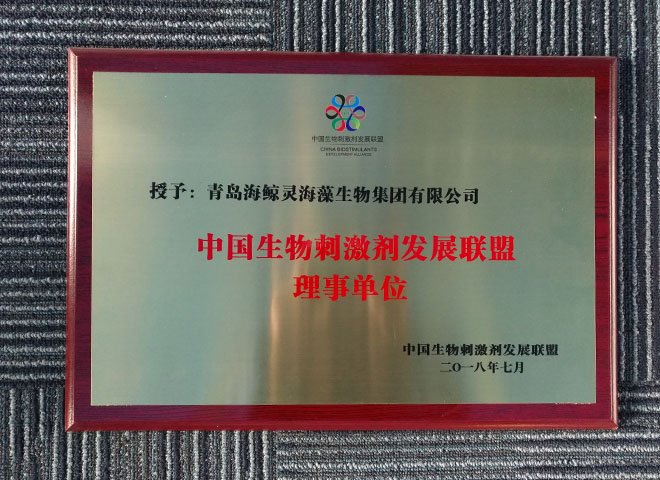 中国生物刺激剂发展联盟
CHINA BIOSTIMULANTS
DEVELOPMENT ALLIANCE
授予：青岛海鲸灵海藻生物集团有限公司
中国生物刺激剂发展联盟
理事单位
中国生物刺激剂发展联盟
二〇一八年七月